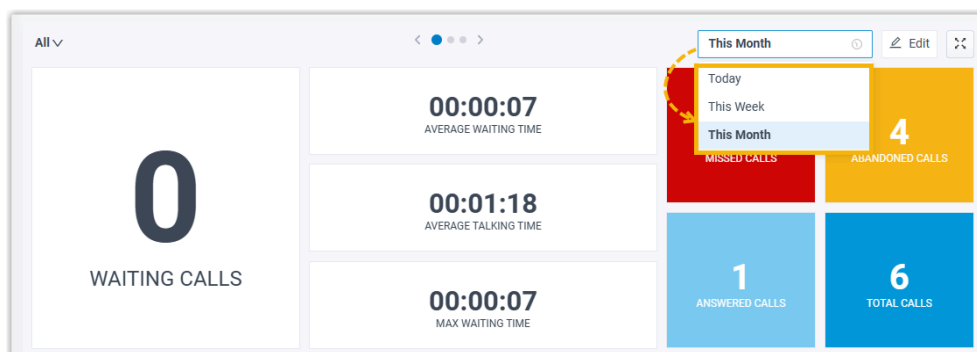 All
This Month
Edit
Today
This Week
This Month
0
WAITING CALLS
00:00:07
AVERAGE WAITING TIME
00:01:18
AVERAGE TALKING TIME
00:00:07
MAX WAITING TIME
MISSED CALLS
4
ABANDONED CALLS
1
ANSWERED CALLS
6
TOTAL CALLS